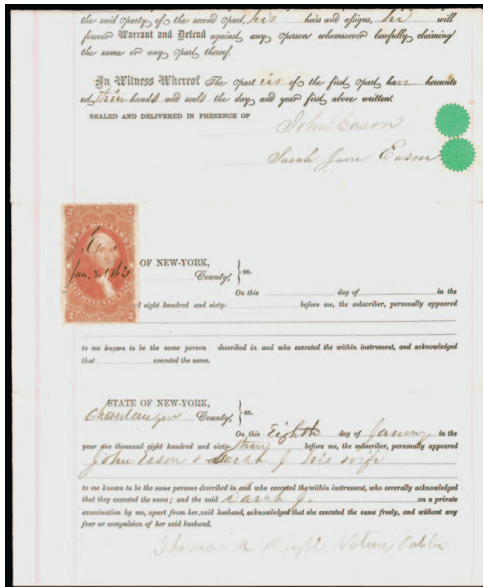 the said party of the second part, his heirs and assigns, he will
forever Warrant and Defend against any person whomsoever lawfully claiming
the same or any part thereof.
In Witness Whereof The part ies of the first part, have hereunto
set their hands and seals the day and year first above written.
SEALED AND DELIVERED IN PRESENCE OF
John Eason
Sarah Jane Eason
2 2
Jan. 8. 1863
OF NEW-YORK,
County, } ss.
On this day of in the
d eight hundred and sixty- before me, the subscriber, personally appeared
to me known to be the same person described in and who executed the within instrument, and acknowledged
that executed the same.
STATE OF NEW YORK,
Chautauque County, } ss.
On this Eighth day of January in the
year one thousand eight hundred and sixty three before me, the subscriber, personally appeared
John Eason & Sarah J his wife
to me known to be the same persons described in and who executed the within instrument, who severally acknowledged
that they executed the same; and the said Sarah J. on a private
examination by me, apart from her said husband, acknowledged that she executed the same freely, and without any
fear or compulsion of her said husband.
Thomas A Notary Public